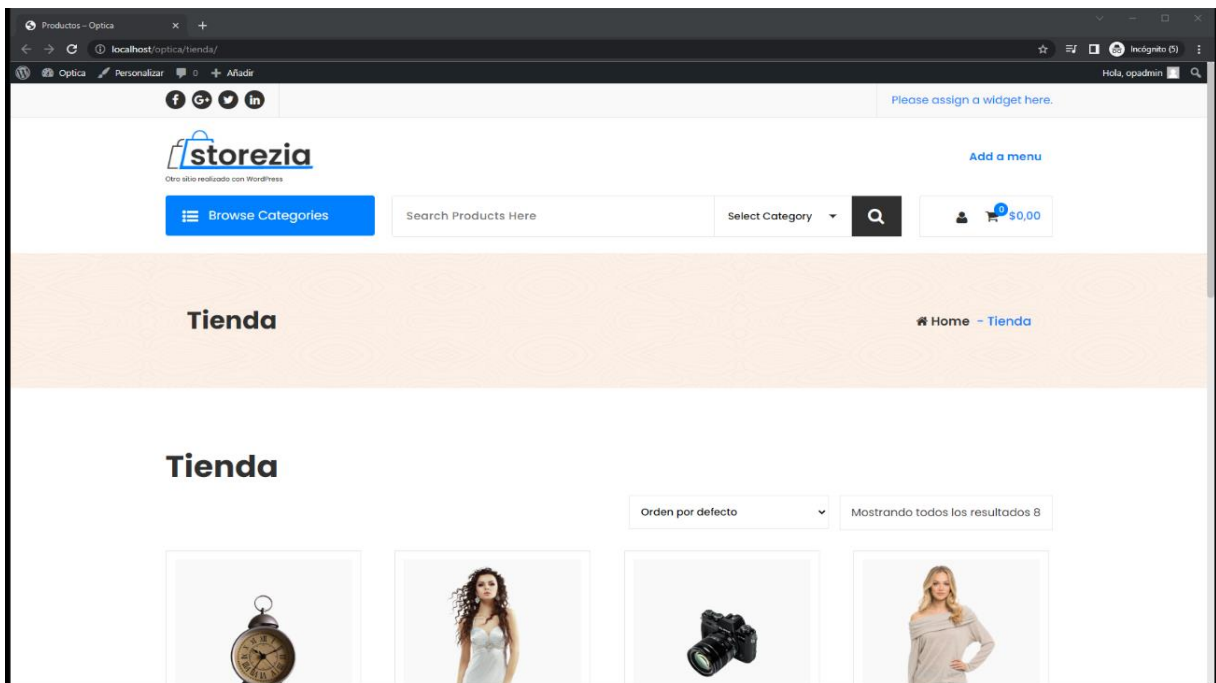 Productos – Optica
localhost/optica/tienda/
Incógnito (5)
Optica Personalizar 0 Añadir
Hola, opadmin
Please assign a widget here.
storezia
Otro sitio realizado con WordPress
Add a menu
Browse Categories
Search Products Here
Select Category
0
$0,00
Tienda
Home - Tienda
Tienda
Orden por defecto
Mostrando todos los resultados 8